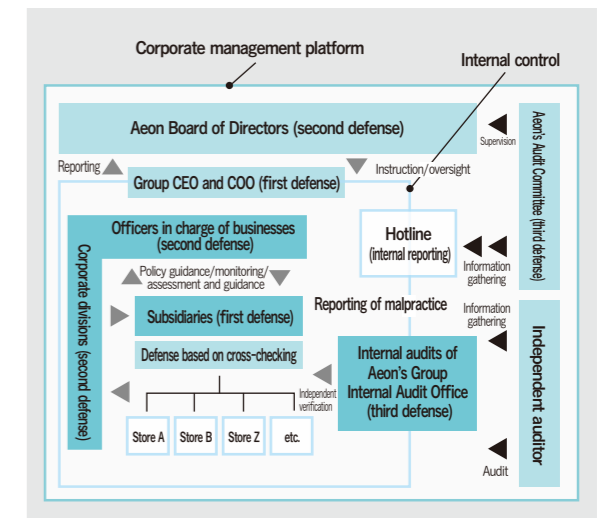 Corporate management platform
Internal control
Aeon Board of Directors (second defense)
Supervision
Aeon's Audit Committee (third defense)
Reporting
Instruction/oversight
Group CEO and COO (first defense)
Officers in charge of businesses
(second defense)
Hotline
(internal reporting)
Information
gathering
Corporate divisions (second defense)
Policy guidance/monitoring/
assessment and guidance
Subsidiaries (first defense)
Reporting of malpractice
Information
gathering
Defense based on cross-checking
Internal audits of
Aeon's Group
Internal Audit Office
(third defense)
Independent auditor
Independent
verification
Store A
Store B
Store Z
etc.
Audit